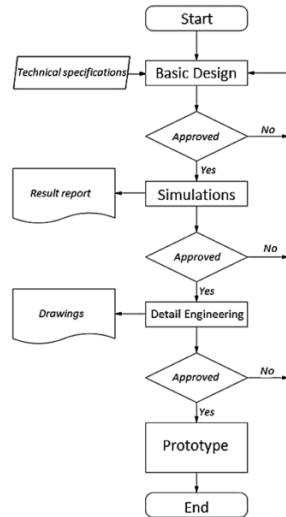 Start
Technical specifications
Basic Design
Approved
No
Yes
Result report
Simulations
Approved
No
Yes
Drawings
Detail Engineering
Approved
No
Yes
Prototype
End